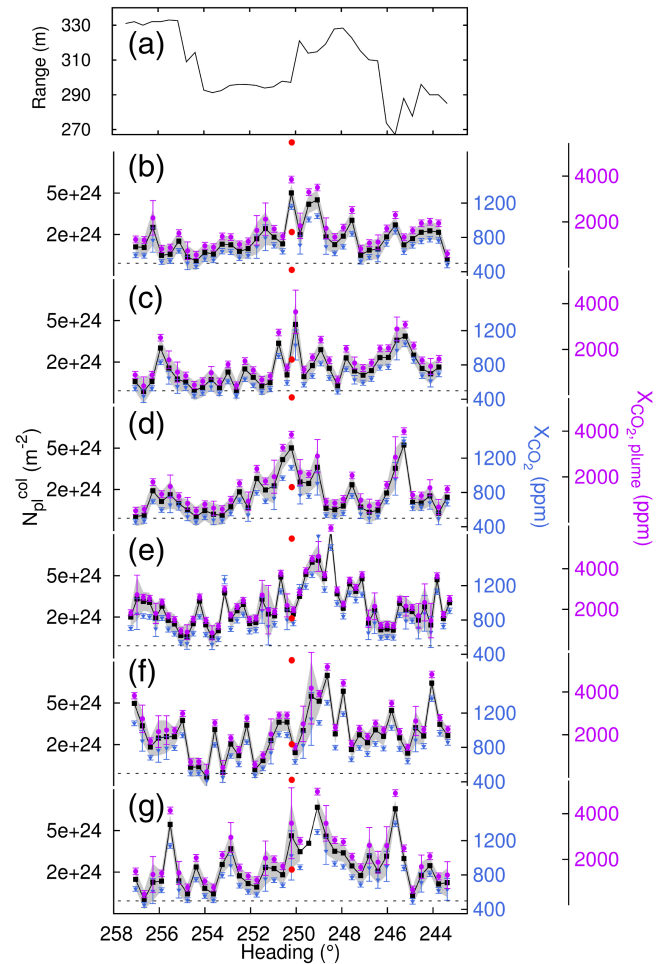 330
310
290
270
Range (m)
(a)
(b)
5e+24
2e+24
1200
800
400
4000
2000
(c)
5e+24
2e+24
1200
800
400
4000
2000
(d)
5e+24
2e+24
1200
800
400
4000
2000
N_pl^col (m^-2)
X_CO2 (ppm)
X_CO2, plume (ppm)
(e)
5e+24
2e+24
1200
800
400
4000
2000
(f)
5e+24
2e+24
1200
800
400
4000
2000
(g)
5e+24
2e+24
1200
800
400
4000
2000
258 256 254 252 250 248 246 244
Heading (°)